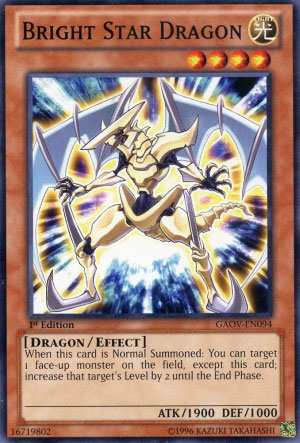 BRIGHT STAR DRAGON
LIGHT
光
1st Edition
GAOV-EN094
[DRAGON / EFFECT]
When this card is Normal Summoned: You can target
1 face-up monster on the field, except this card;
increase that target's Level by 2 until the End Phase.
ATK/1900 DEF/1000
16719802
©1996 KAZUKI TAKAHASHI